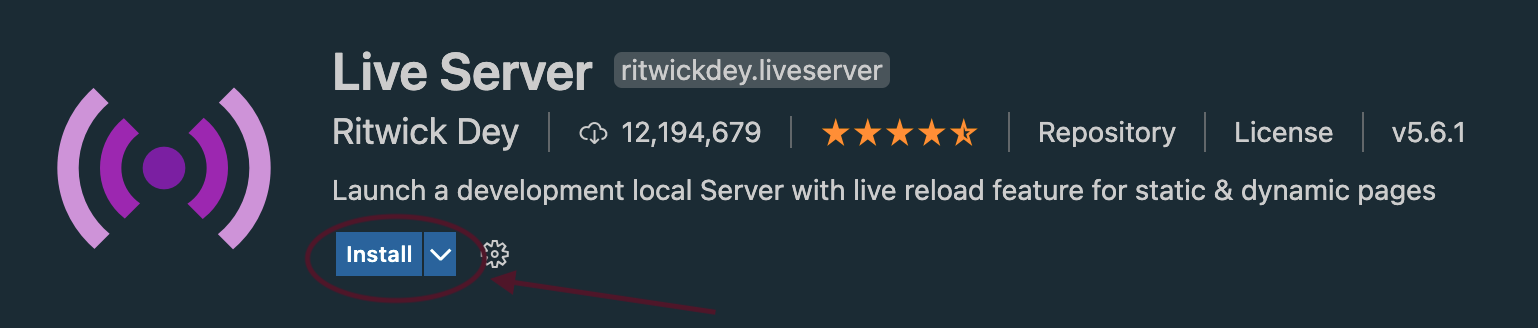 Live Server ritwickdey.liveserver
Ritwick Dey 12,194,679 Repository License v5.6.1
Launch a development local Server with live reload feature for static & dynamic pages
Install